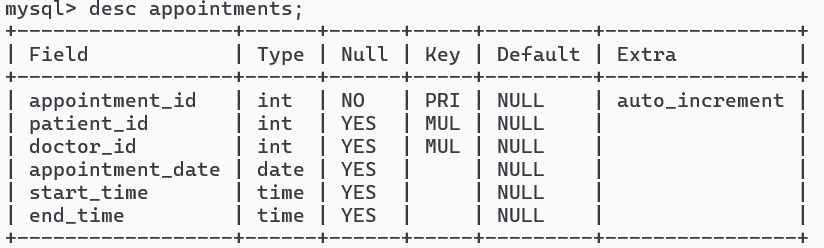 mysql> desc appointments;
+------------------+------+------+-----+---------+----------------+
| Field            | Type | Null | Key | Default | Extra          |
+------------------+------+------+-----+---------+----------------+
| appointment_id   | int  | NO   | PRI | NULL    | auto_increment |
| patient_id       | int  | YES  | MUL | NULL    |                |
| doctor_id        | int  | YES  | MUL | NULL    |                |
| appointment_date | date | YES  |     | NULL    |                |
| start_time       | time | YES  |     | NULL    |                |
| end_time         | time | YES  |     | NULL    |                |
+------------------+------+------+-----+---------+----------------+